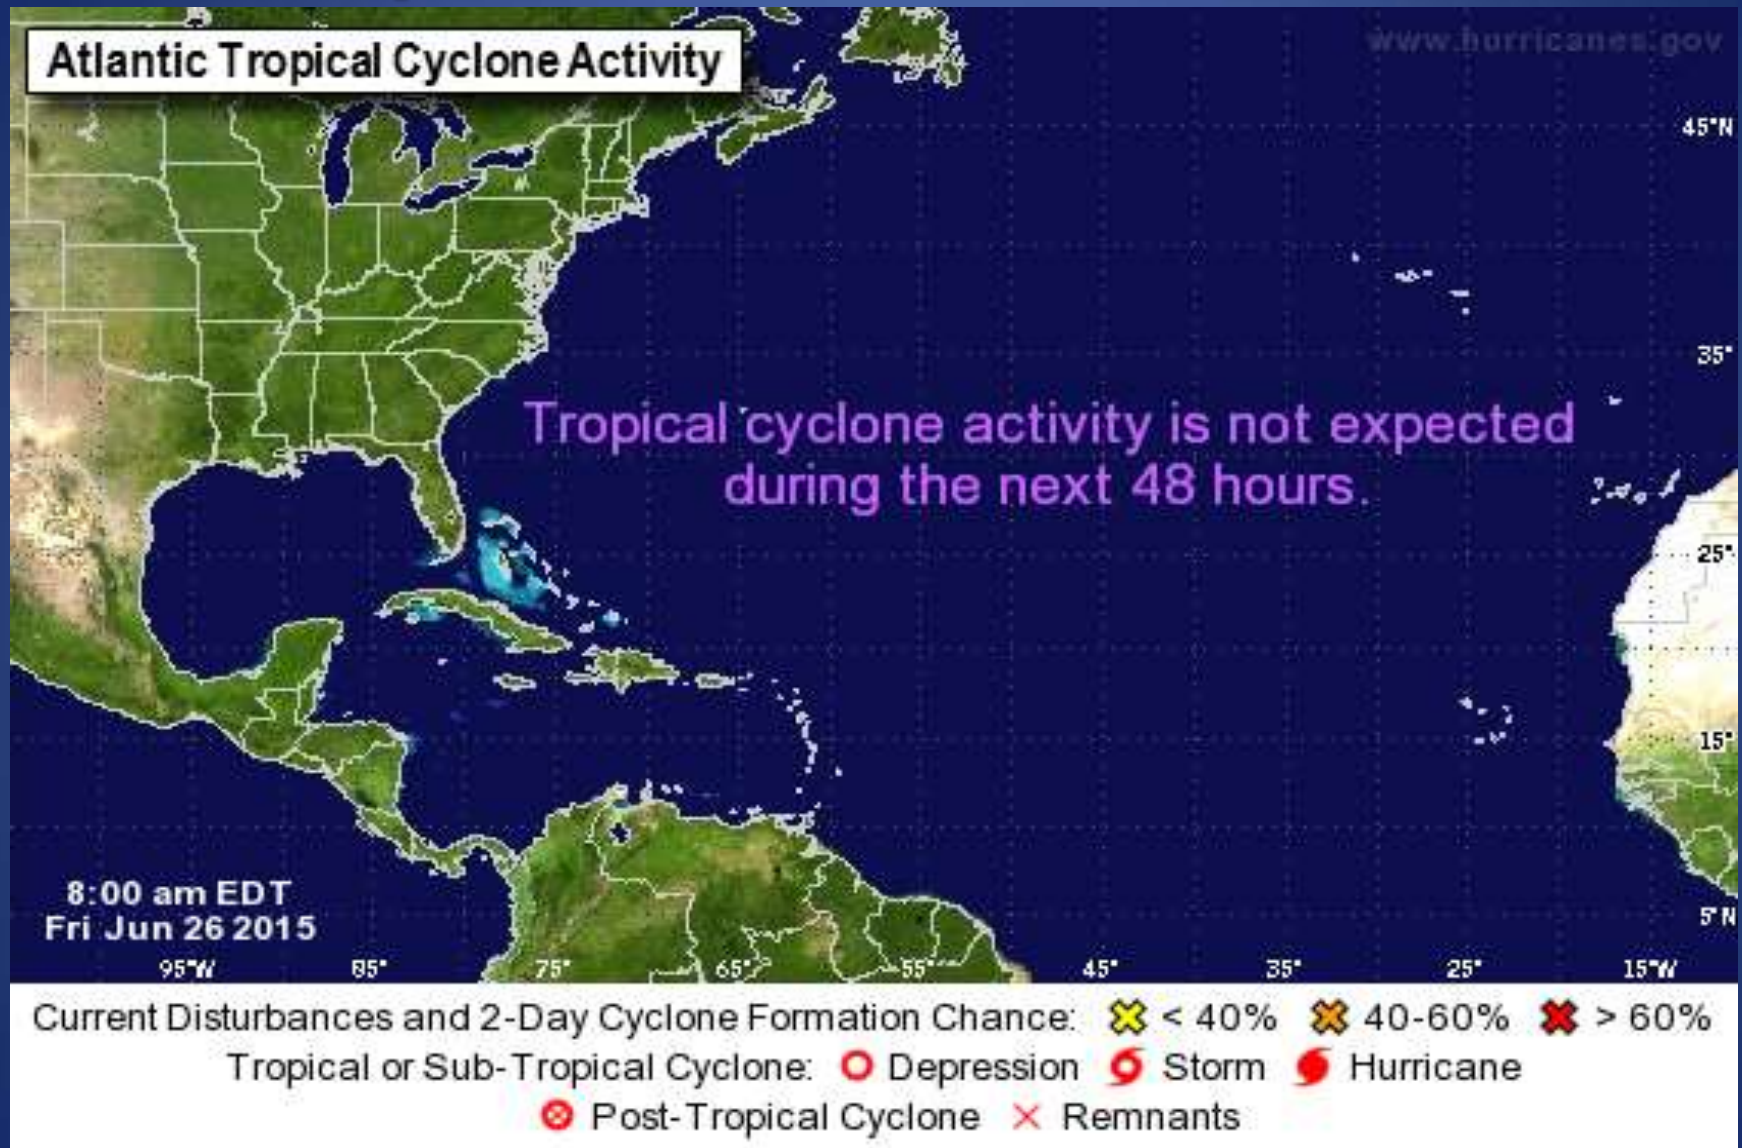 Atlantic Tropical Cyclone Activity
www.hurricanes.gov
45°N
35°
Tropical cyclone activity is not expected
during the next 48 hours.
25°
15°
8:00 am EDT
Fri Jun 26 2015
5°N
95°W 85° 75° 65° 55° 45° 35° 25° 15°W
Current Disturbances and 2-Day Cyclone Formation Chance: < 40% 40-60% > 60%
Tropical or Sub-Tropical Cyclone: Depression Storm Hurricane
Post-Tropical Cyclone Remnants